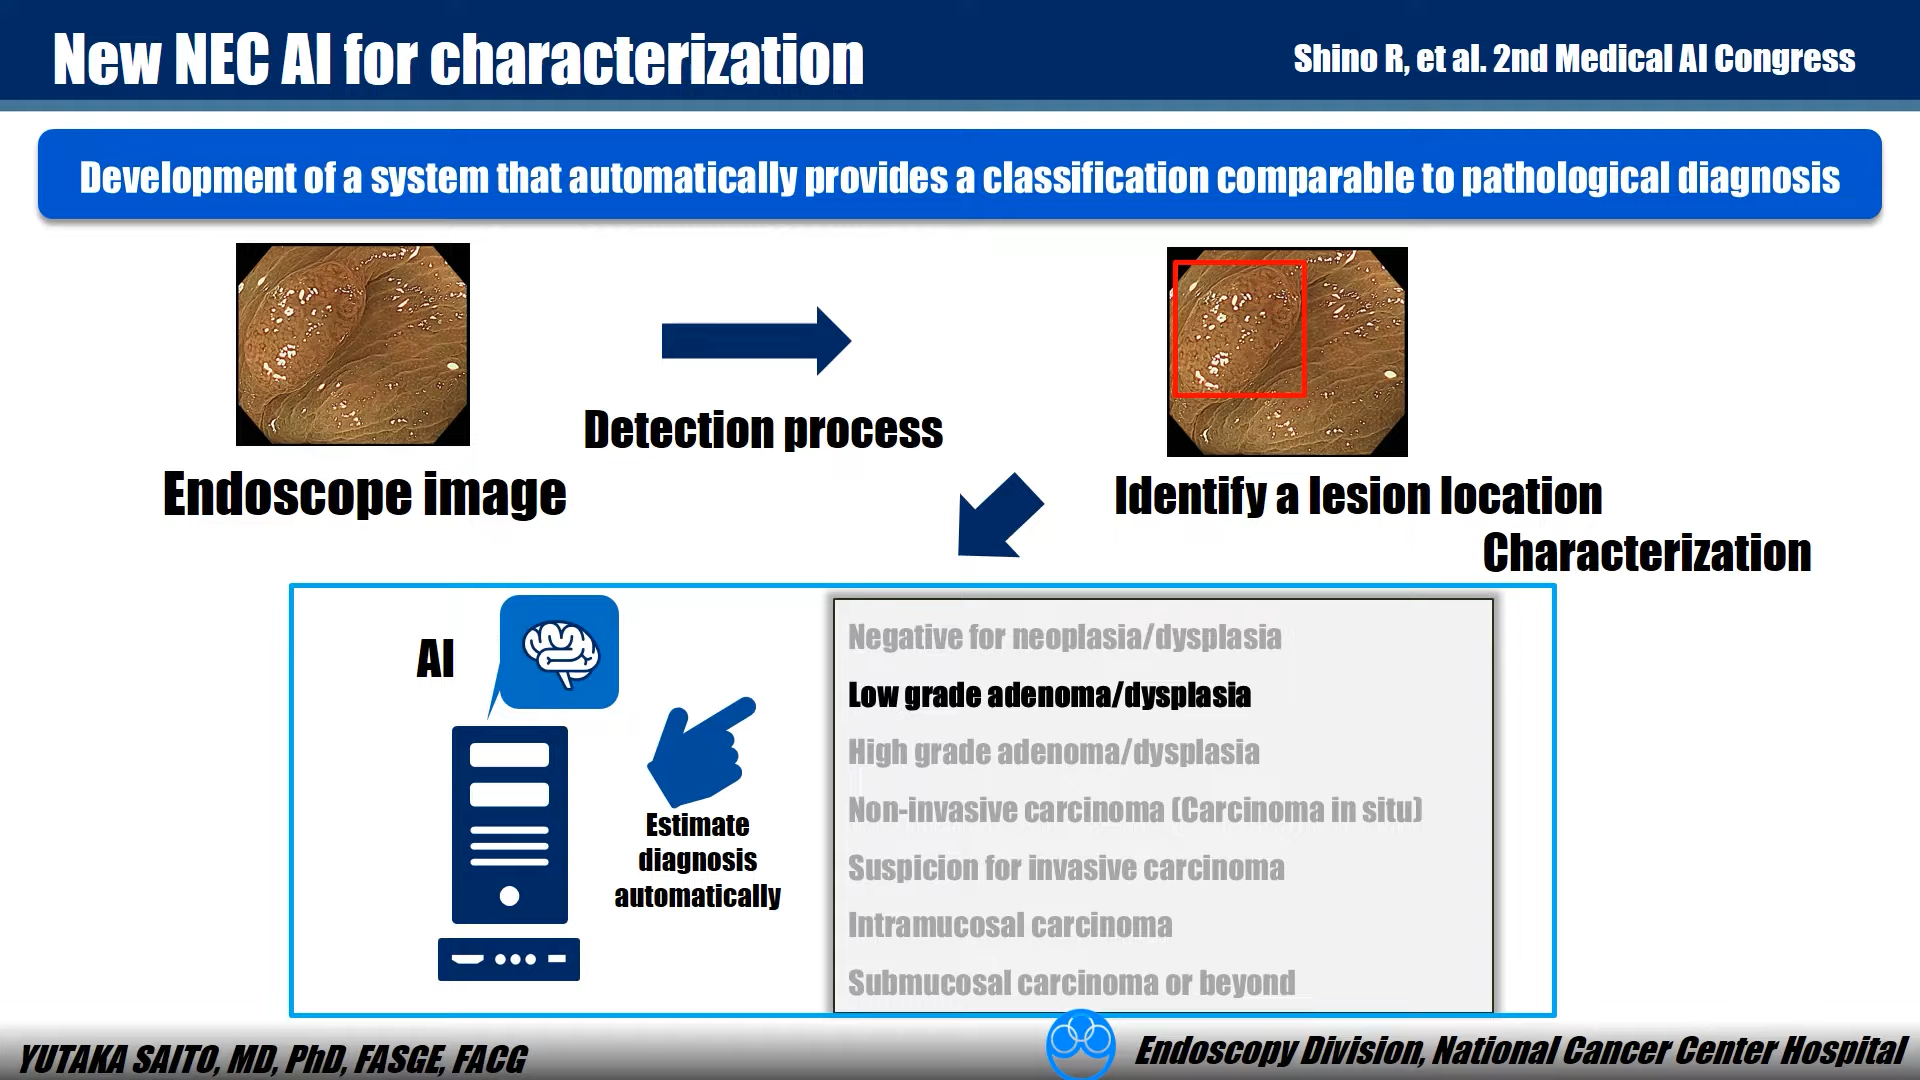 New NEC AI for characterization
Shino R, et al. 2nd Medical AI Congress
Development of a system that automatically provides a classification comparable to pathological diagnosis
Detection process
Endoscope image
Identify a lesion location
Characterization
AI
Estimate
diagnosis
automatically
Negative for neoplasia/dysplasia
Low grade adenoma/dysplasia
High grade adenoma/dysplasia
Non-invasive carcinoma (Carcinoma in situ)
Suspicion for invasive carcinoma
Intramucosal carcinoma
Submucosal carcinoma or beyond
YUTAKA SAITO, MD, PhD, FASGE, FACG
Endoscopy Division, National Cancer Center Hospital